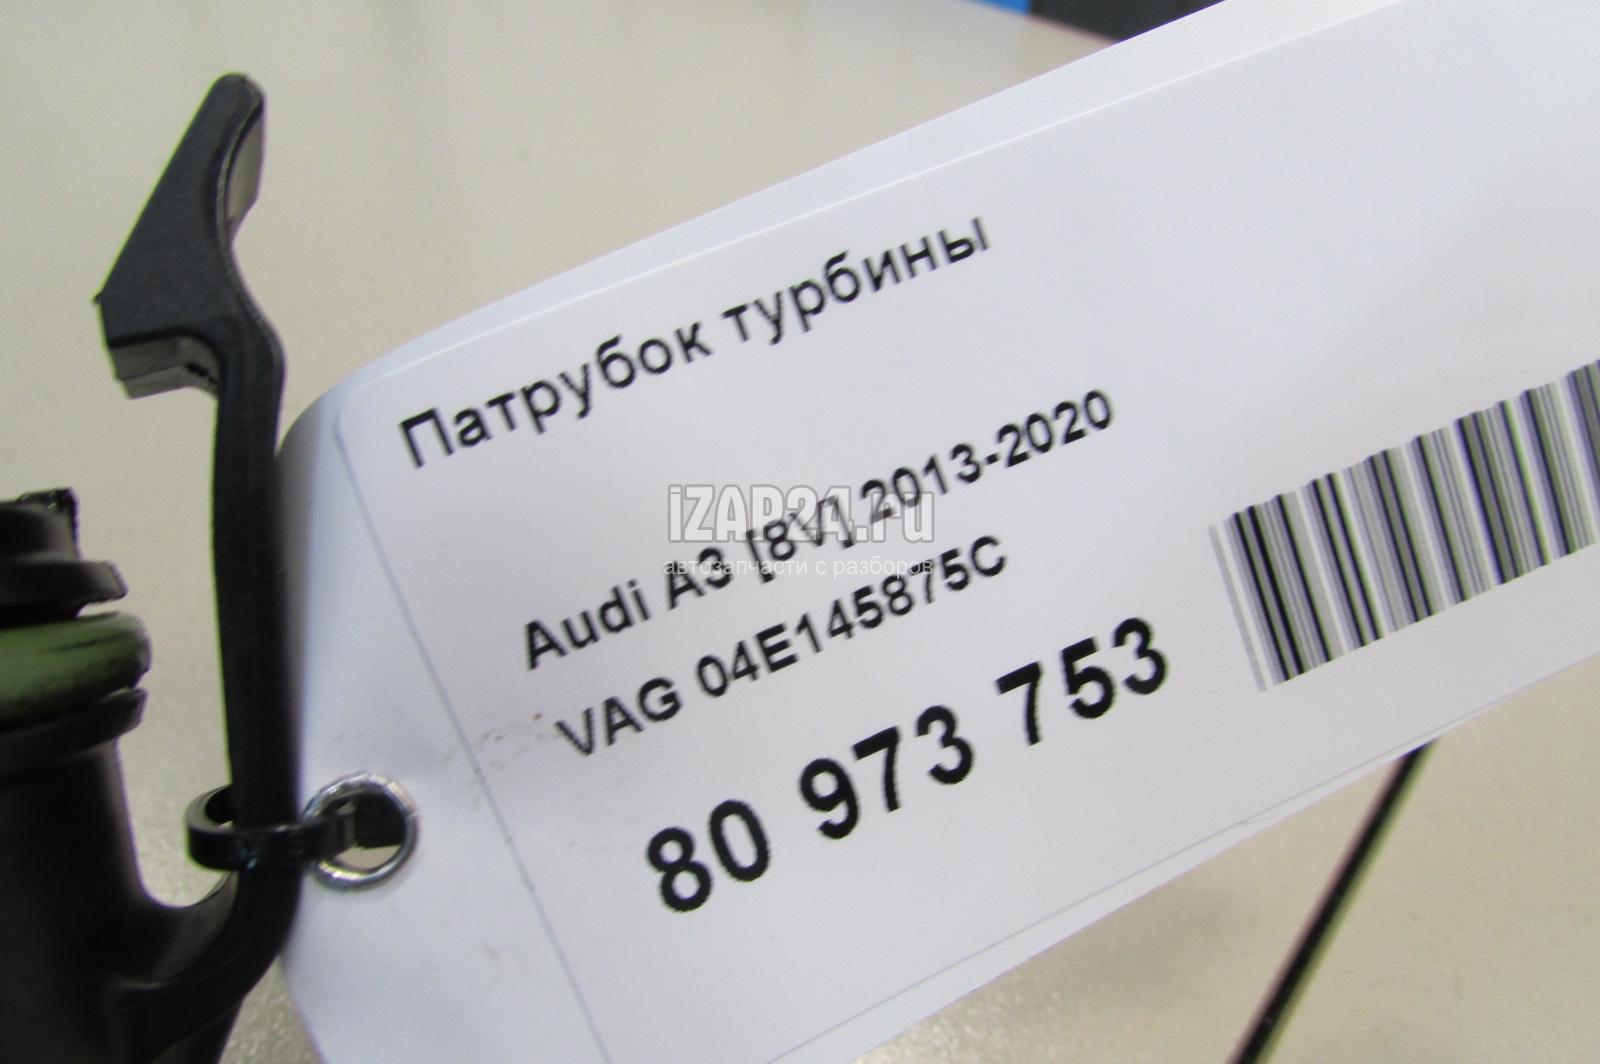 Патрубок турбины
Audi A3 [8V] 2013-2020
iZAP24.ru
автозапчасти с разборов
VAG 04E145875C
80 973 753